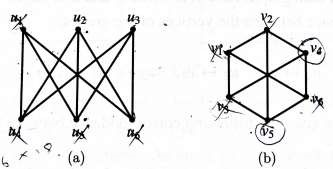 u₁ u₂ u₃
v₂
v₁ v₄
v₃ v₆
u₄ u₅ u₆
v₅
(a) (b)